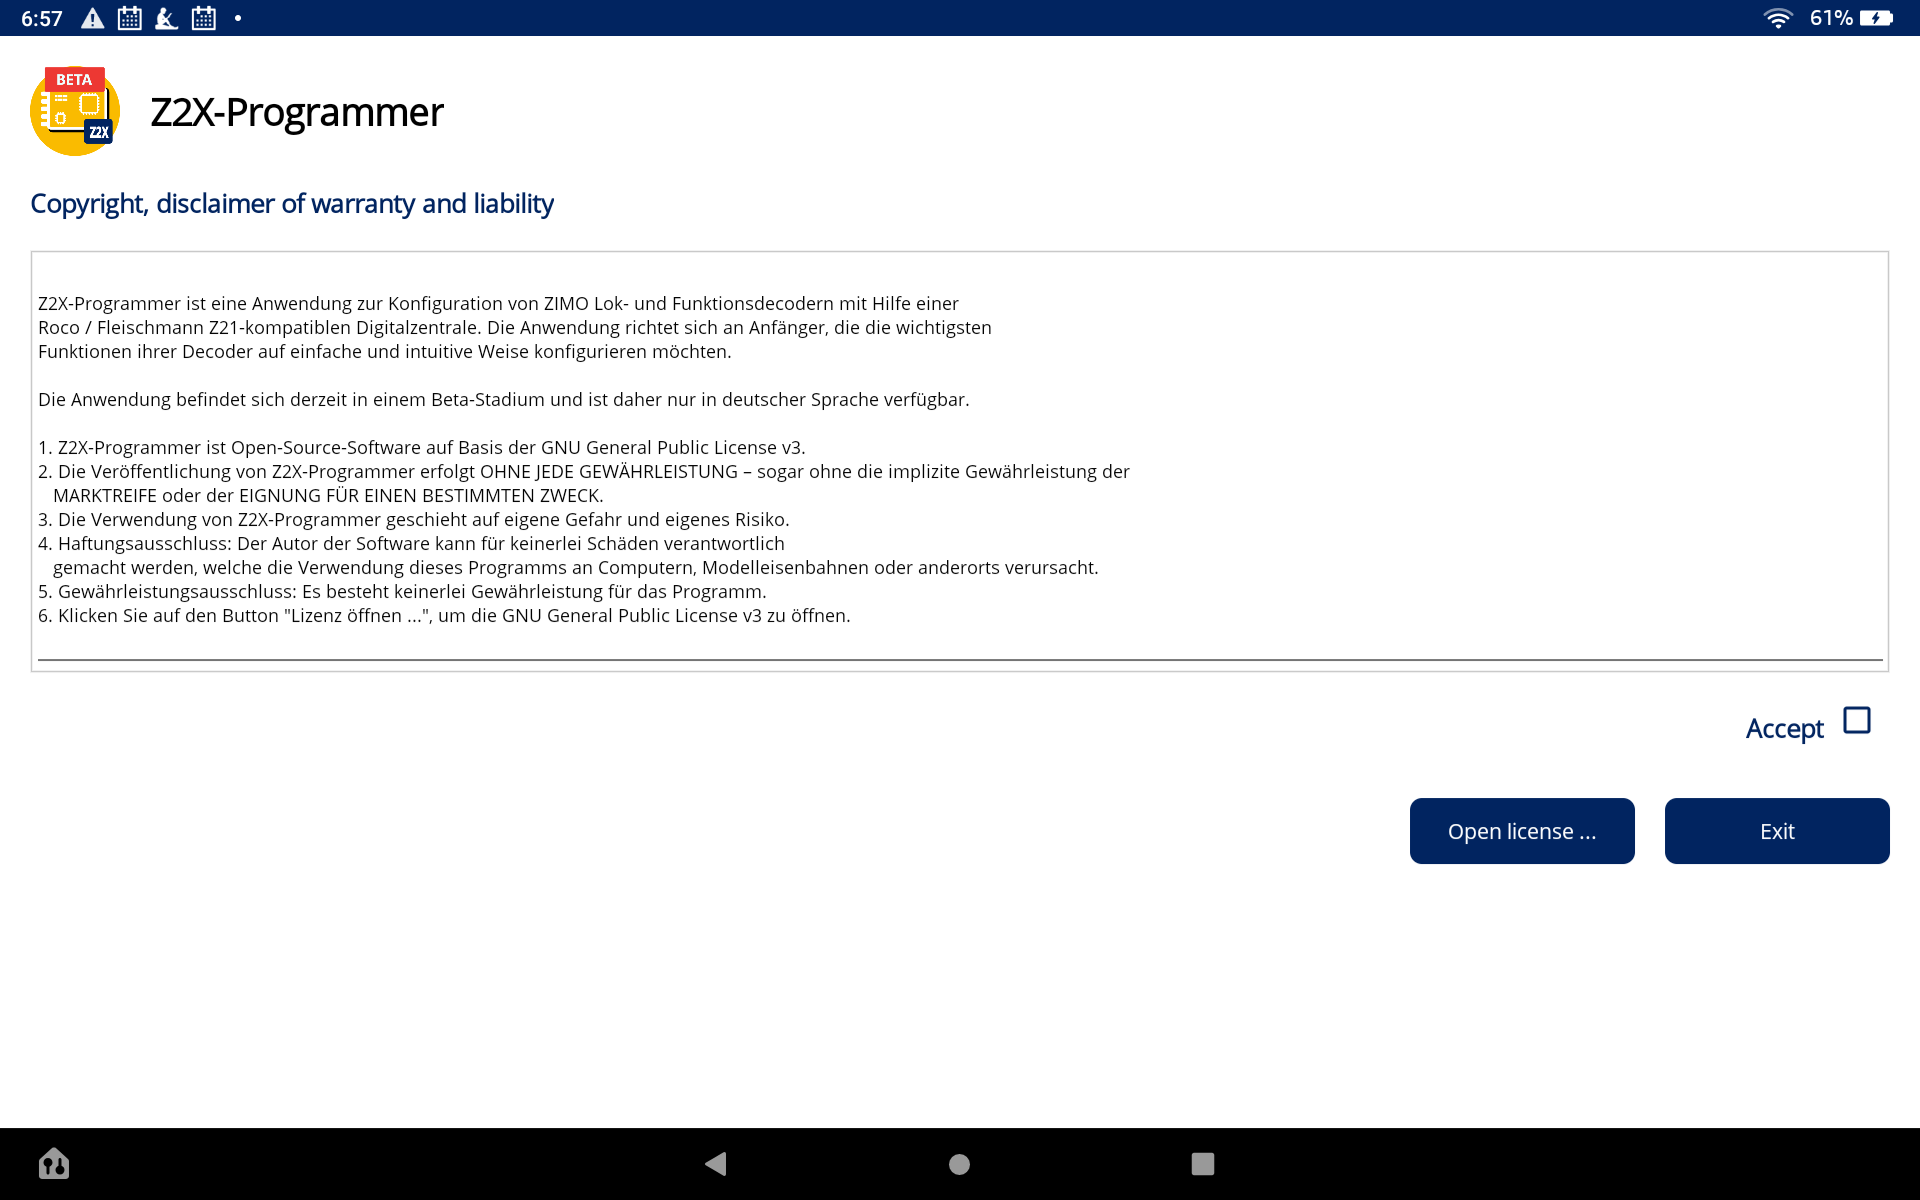 6:57
61%
BETA
Z2X
Z2X-Programmer
Copyright, disclaimer of warranty and liability
Z2X-Programmer ist eine Anwendung zur Konfiguration von ZIMO Lok- und Funktionsdecodern mit Hilfe einer
Roco / Fleischmann Z21-kompatiblen Digitalzentrale. Die Anwendung richtet sich an Anfänger, die die wichtigsten
Funktionen ihrer Decoder auf einfache und intuitive Weise konfigurieren möchten.
Die Anwendung befindet sich derzeit in einem Beta-Stadium und ist daher nur in deutscher Sprache verfügbar.
1. Z2X-Programmer ist Open-Source-Software auf Basis der GNU General Public License v3.
2. Die Veröffentlichung von Z2X-Programmer erfolgt OHNE JEDE GEWÄHRLEISTUNG – sogar ohne die implizite Gewährleistung der
MARKTREIFE oder der EIGNUNG FÜR EINEN BESTIMMTEN ZWECK.
3. Die Verwendung von Z2X-Programmer geschieht auf eigene Gefahr und eigenes Risiko.
4. Haftungsausschluss: Der Autor der Software kann für keinerlei Schäden verantwortlich
gemacht werden, welche die Verwendung dieses Programms an Computern, Modelleisenbahnen oder anderorts verursacht.
5. Gewährleistungsausschluss: Es besteht keinerlei Gewährleistung für das Programm.
6. Klicken Sie auf den Button "Lizenz öffnen ...", um die GNU General Public License v3 zu öffnen.
Accept
Open license ...
Exit